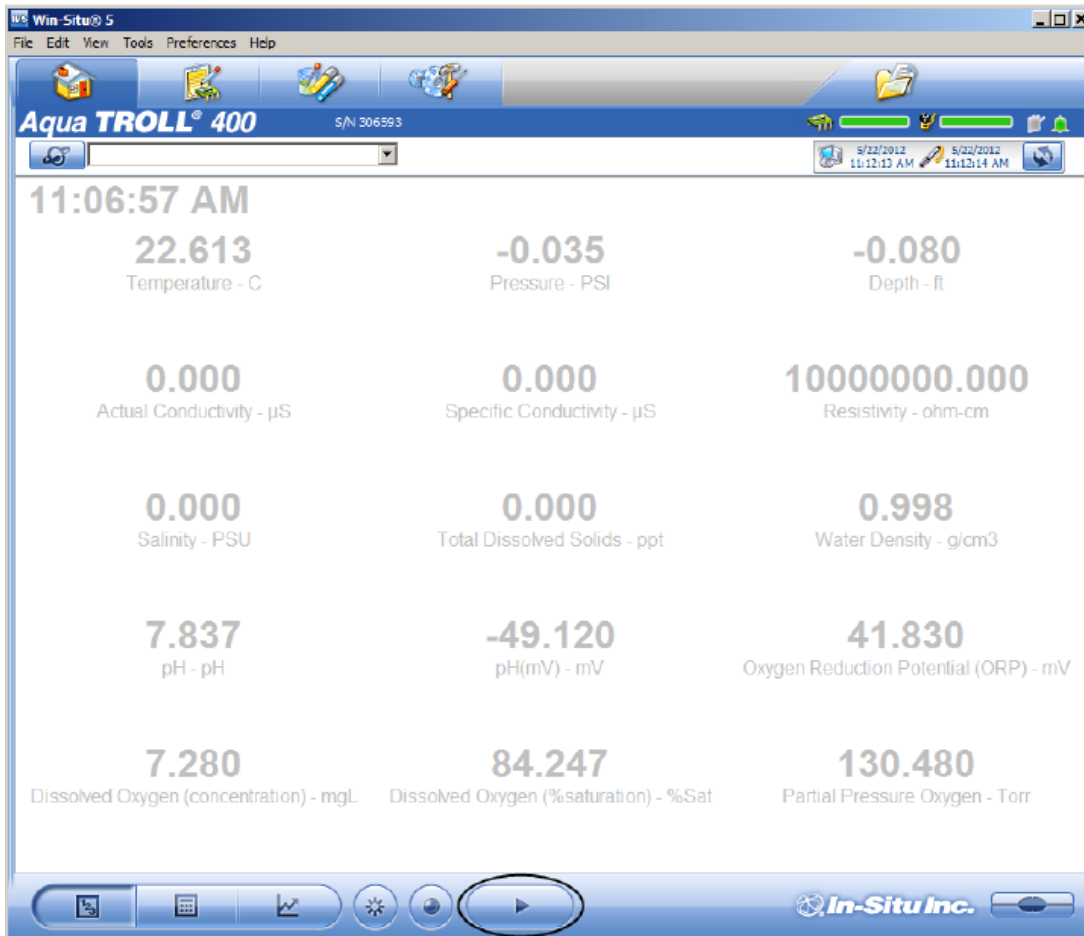 Win-Situ® 5
File Edit View Tools Preferences Help
Aqua TROLL® 400 S/N 306593
5/22/2012 5/22/2012
11:12:13 AM 11:12:14 AM
11:06:57 AM
22.613 -0.035 -0.080
Temperature - C Pressure - PSI Depth - ft
0.000 0.000 10000000.000
Actual Conductivity - µS Specific Conductivity - µS Resistivity - ohm-cm
0.000 0.000 0.998
Salinity - PSU Total Dissolved Solids - ppt Water Density - g/cm3
7.837 -49.120 41.830
pH - pH pH(mV) - mV Oxygen Reduction Potential (ORP) - mV
7.280 84.247 130.480
Dissolved Oxygen (concentration) - mgL Dissolved Oxygen (%saturation) - %Sat Partial Pressure Oxygen - Torr
In-Situ Inc.